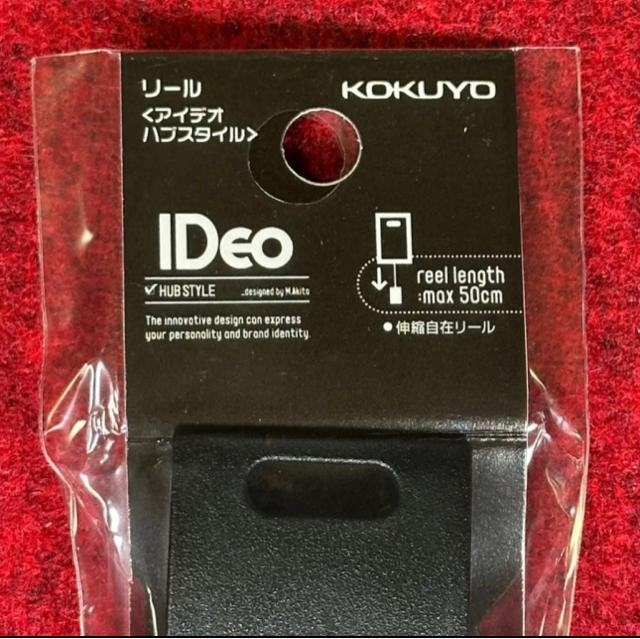 リール
<アイデオ
ハブスタイル>
KOKUYO
IDeo
HUB STYLE _designed by M.Akita
The innovative design can express
your personality and brand identity.
reel length
:max 50cm
●伸縮自在リール